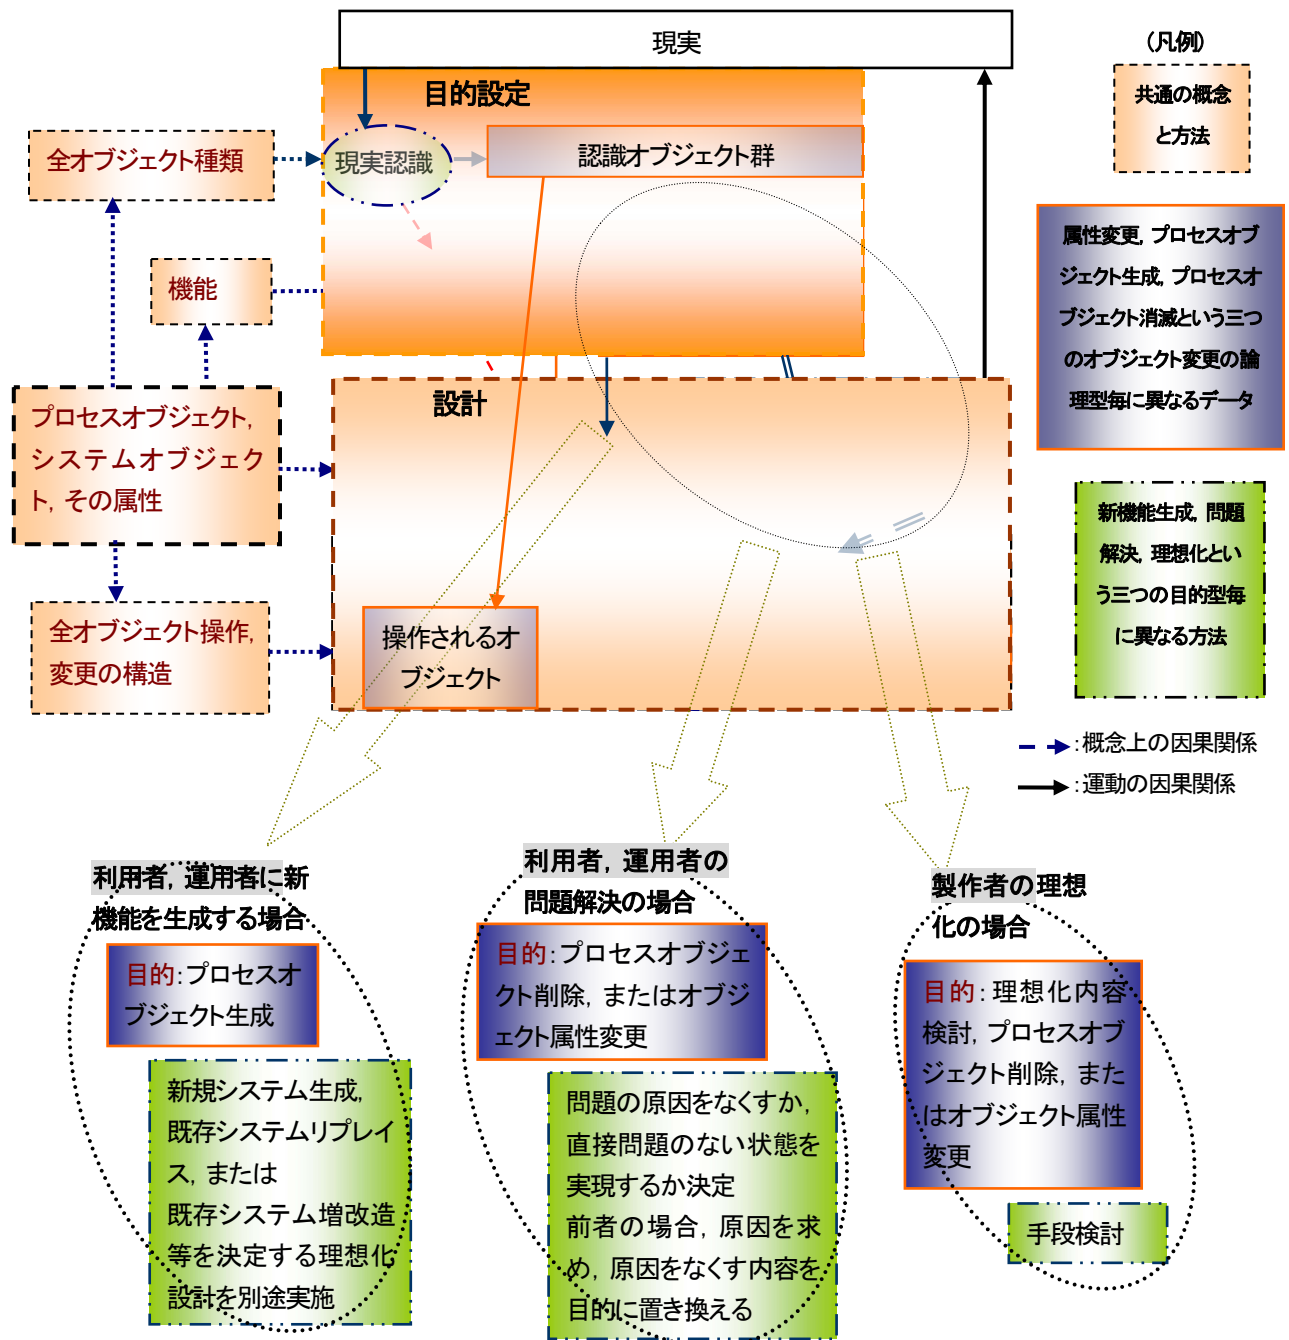 現実
(凡例)
共通の概念
と方法
目的設定
全オブジェクト種類
現実認識
認識オブジェクト群
属性変更, プロセスオブ
ジェクト生成, プロセスオ
ブジェクト消滅という三つ
のオブジェクト変更の論
理型毎に異なるデータ
機能
設計
プロセスオブジェクト,
システムオブジェク
ト, その属性
新機能生成, 問題
解決, 理想化とい
う三つの目的型毎
に異なる方法
全オブジェクト操作,
変更の構造
操作されるオ
ブジェクト
:概念上の因果関係
:運動の因果関係
利用者, 運用者に新
機能を生成する場合
目的:プロセスオ
ブジェクト生成
新規システム生成,
既存システムリプレイ
ス, または
既存システム増改造
等を決定する理想化
設計を別途実施
利用者, 運用者の
問題解決の場合
目的:プロセスオブジェ
クト削除, またはオブジ
ェクト属性変更
問題の原因をなくすか,
直接問題のない状態を
実現するか決定
前者の場合, 原因を求
め, 原因をなくす内容を
目的に置き換える
製作者の理想
化の場合
目的:理想化内容
検討, プロセスオブ
ジェクト削除, また
はオブジェクト属性
変更
手段検討